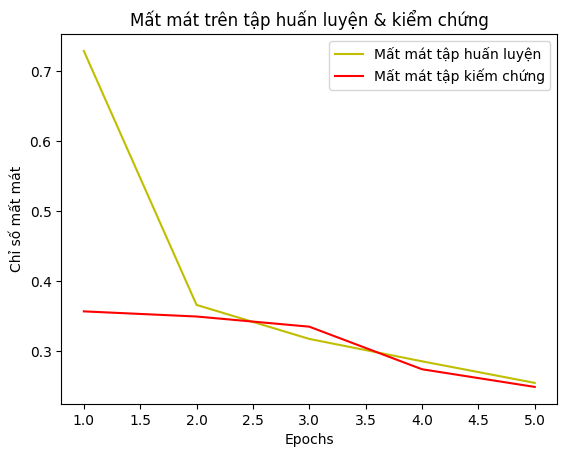 Mất mát trên tập huấn luyện & kiểm chứng
Mất mát tập huấn luyện
Mất mát tập kiếm chứng
Chỉ số mất mát
0.7
0.6
0.5
0.4
0.3
1.0 1.5 2.0 2.5 3.0 3.5 4.0 4.5 5.0
Epochs